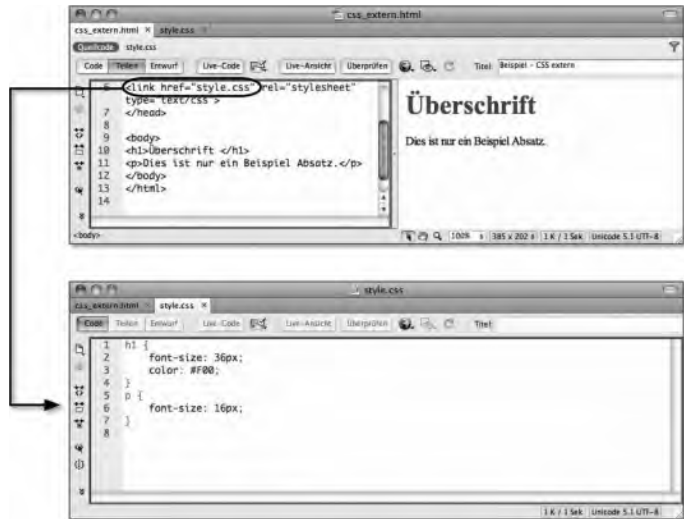 css_extern.html
css_extern.html style.css
Quellcode style.css
Code Teilen Entwurf Live-Code Live-Ansicht Überprüfen Titel: Beispiel - CSS extern
6 <link href="style.css" rel="stylesheet"
type="text/css">
7 </head>
8
9 <body>
10 <h1>Überschrift </h1>
11 <p>Dies ist nur ein Beispiel Absatz.</p>
12 </body>
13 </html>
14
Überschrift
Dies ist nur ein Beispiel Absatz.
<body> 100% 385 x 202 1 K / 1 Sek Unicode 5.1 UTF-8
style.css
css_extern.html style.css
Code Teilen Entwurf Live-Code Live-Ansicht Überprüfen Titel:
1 h1 {
2 font-size: 36px;
3 color: #F00;
4 }
5 p {
6 font-size: 16px;
7 }
8
1 K / 1 Sek Unicode 5.1 UTF-8